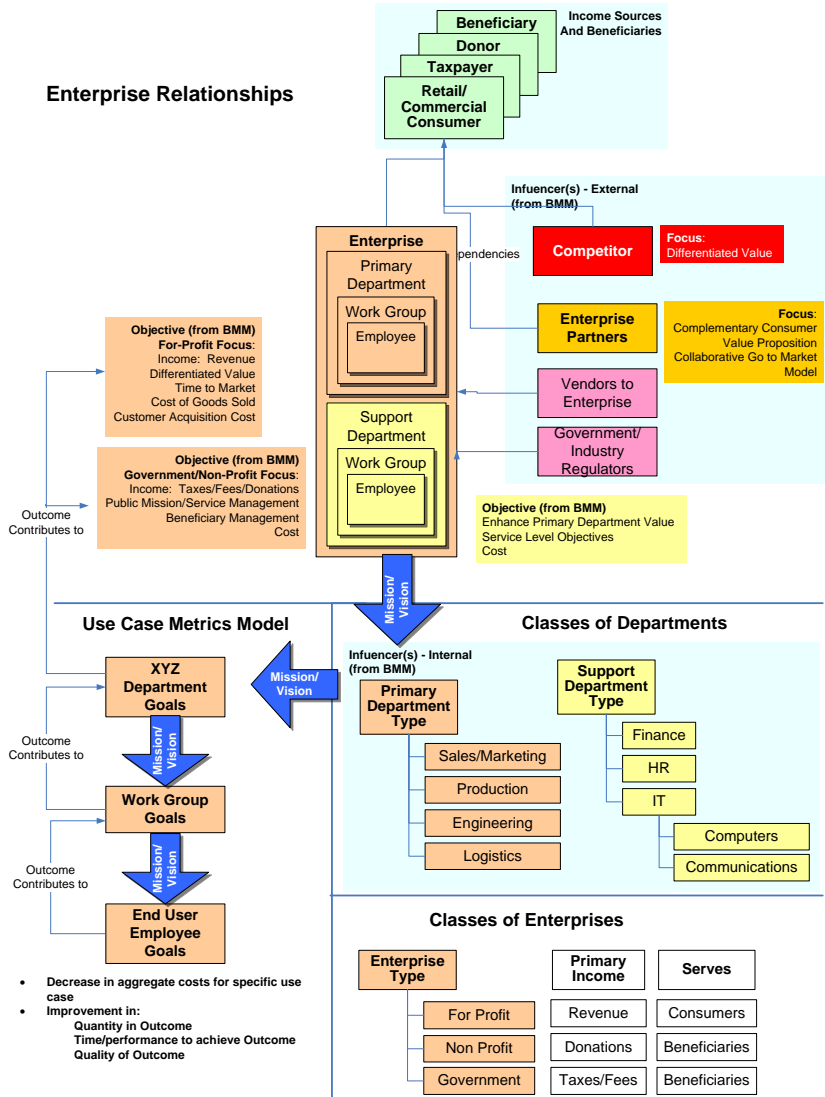 Beneficiary
Donor
Taxpayer
Retail/
Commercial
Consumer
Income Sources
And Beneficiaries
Enterprise Relationships
Infuencer(s) - External
(from BMM)
Enterprise
Primary
Department
Work Group
Employee
Support
Department
Work Group
Employee
pendencies
Competitor
Focus:
Differentiated Value
Enterprise
Partners
Focus:
Complementary Consumer
Value Proposition
Collaborative Go to Market
Model
Vendors to
Enterprise
Government/
Industry
Regulators
Objective (from BMM)
For-Profit Focus:
Income: Revenue
Differentiated Value
Time to Market
Cost of Goods Sold
Customer Acquisition Cost
Objective (from BMM)
Government/Non-Profit Focus:
Income: Taxes/Fees/Donations
Public Mission/Service Management
Beneficiary Management
Cost
Outcome
Contributes to
Objective (from BMM)
Enhance Primary Department Value
Service Level Objectives
Cost
Mission/
Vision
Use Case Metrics Model
XYZ
Department
Goals
Mission/
Vision
Mission/
Vision
Outcome
Contributes to
Work Group
Goals
Mission/
Vision
Outcome
Contributes to
End User
Employee
Goals
• Decrease in aggregate costs for specific use
case
• Improvement in:
Quantity in Outcome
Time/performance to achieve Outcome
Quality of Outcome
Classes of Departments
Infuencer(s) - Internal
(from BMM)
Primary
Department
Type
Sales/Marketing
Production
Engineering
Logistics
Support
Department
Type
Finance
HR
IT
Computers
Communications
Classes of Enterprises
Enterprise
Type
Primary
Income
Serves
For Profit
Revenue
Consumers
Non Profit
Donations
Beneficiaries
Government
Taxes/Fees
Beneficiaries